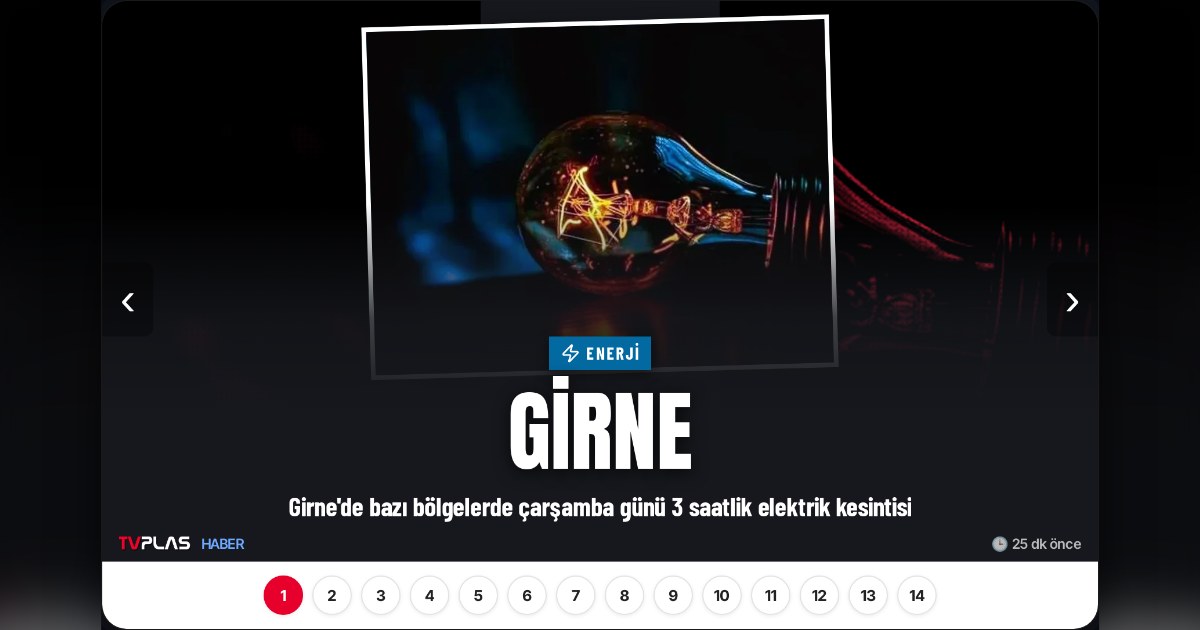 ENERJİ
GİRNE
Girne'de bazı bölgelerde çarşamba günü 3 saatlik elektrik kesintisi
TVPLAS HABER
25 dk önce
1 2 3 4 5 6 7 8 9 10 11 12 13 14